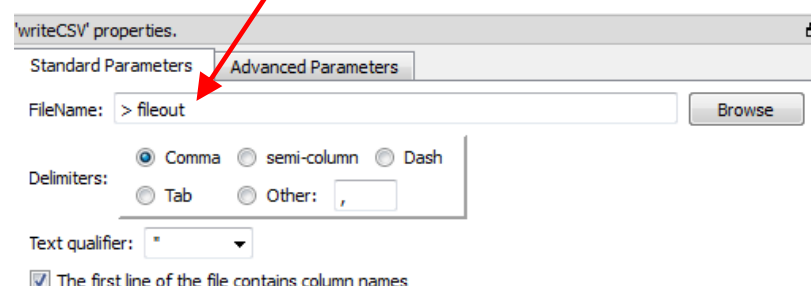 'writeCSV' properties.
Standard Parameters Advanced Parameters
FileName: > fileout Browse
Comma semi-column Dash
Delimiters:
Tab Other: ,
Text qualifier: "
The first line of the file contains column names